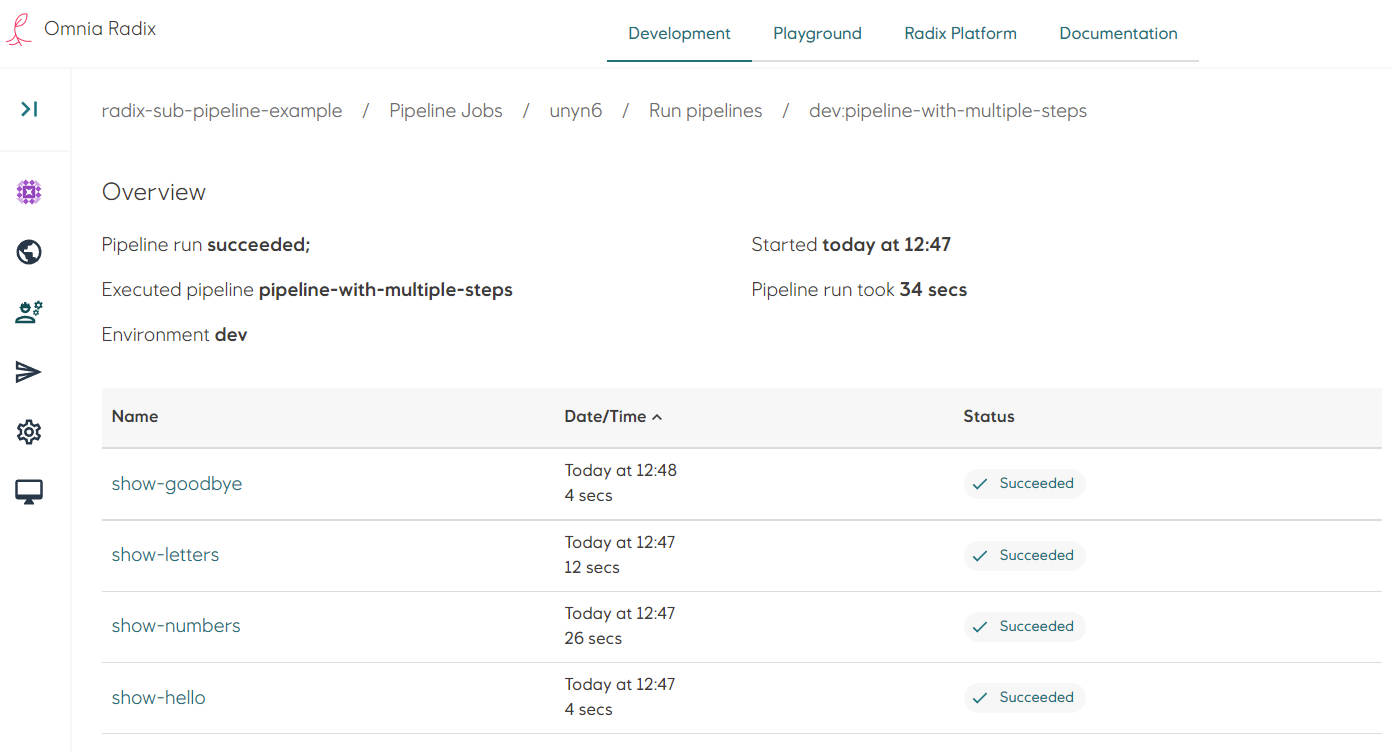 Omnia Radix
Development Playground Radix Platform Documentation
radix-sub-pipeline-example / Pipeline Jobs / unyn6 / Run pipelines / dev:pipeline-with-multiple-steps
Overview
Pipeline run succeeded;
Started today at 12:47
Executed pipeline pipeline-with-multiple-steps
Pipeline run took 34 secs
Environment dev
Name Date/Time Status
show-goodbye
Today at 12:48
4 secs
Succeeded
show-letters
Today at 12:47
12 secs
Succeeded
show-numbers
Today at 12:47
26 secs
Succeeded
show-hello
Today at 12:47
4 secs
Succeeded